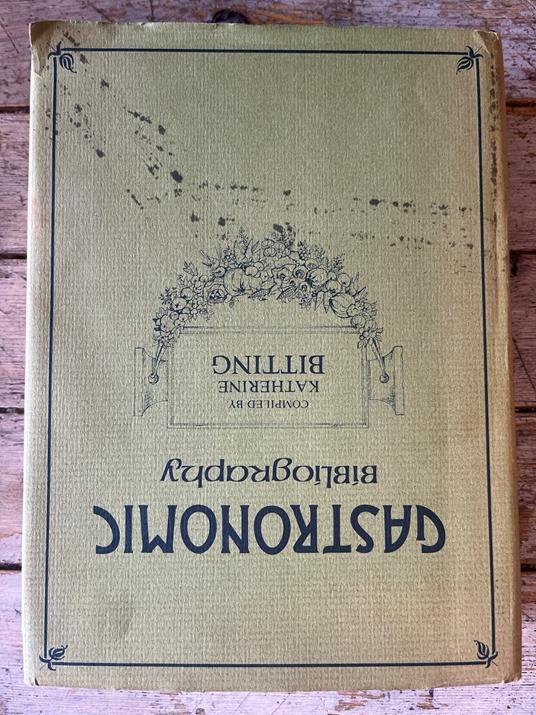 GASTRONOMIC
Bibliography
COMPILED BY
KATHERINE
BITTING